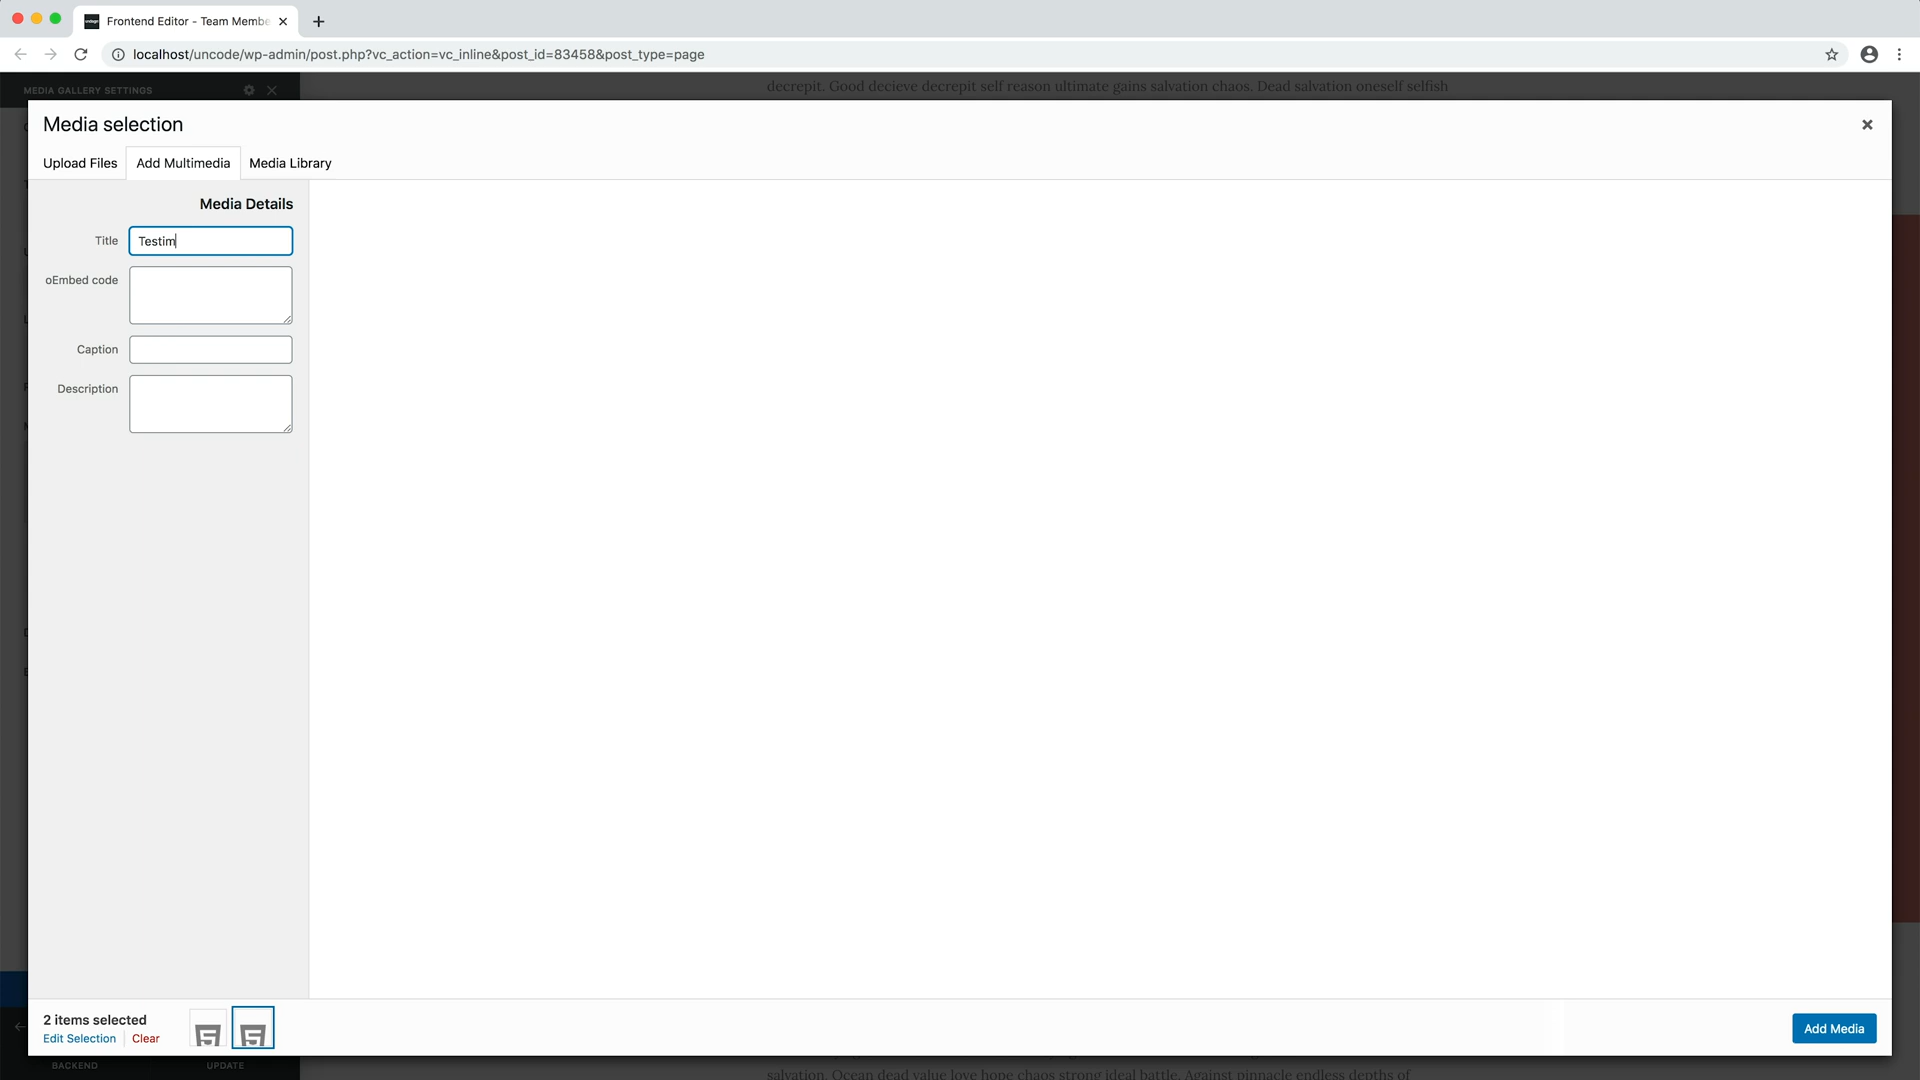 Frontend Editor - Team Membe
localhost/uncode/wp-admin/post.php?vc_action=vc_inline&post_id=83458&post_type=page
MEDIA GALLERY SETTINGS
decrepit. Good decieve decrepit self reason ultimate gains salvation chaos. Dead salvation oneself selfish
Media selection
Upload Files
Add Multimedia
Media Library
Media Details
Title
Testim
oEmbed code
Caption
Description
2 items selected
Edit Selection
Clear
Add Media
BACKEND
UPDATE
salvation. Ocean dead value love hope chaos strong ideal battle. Against pinnacle endless depths of